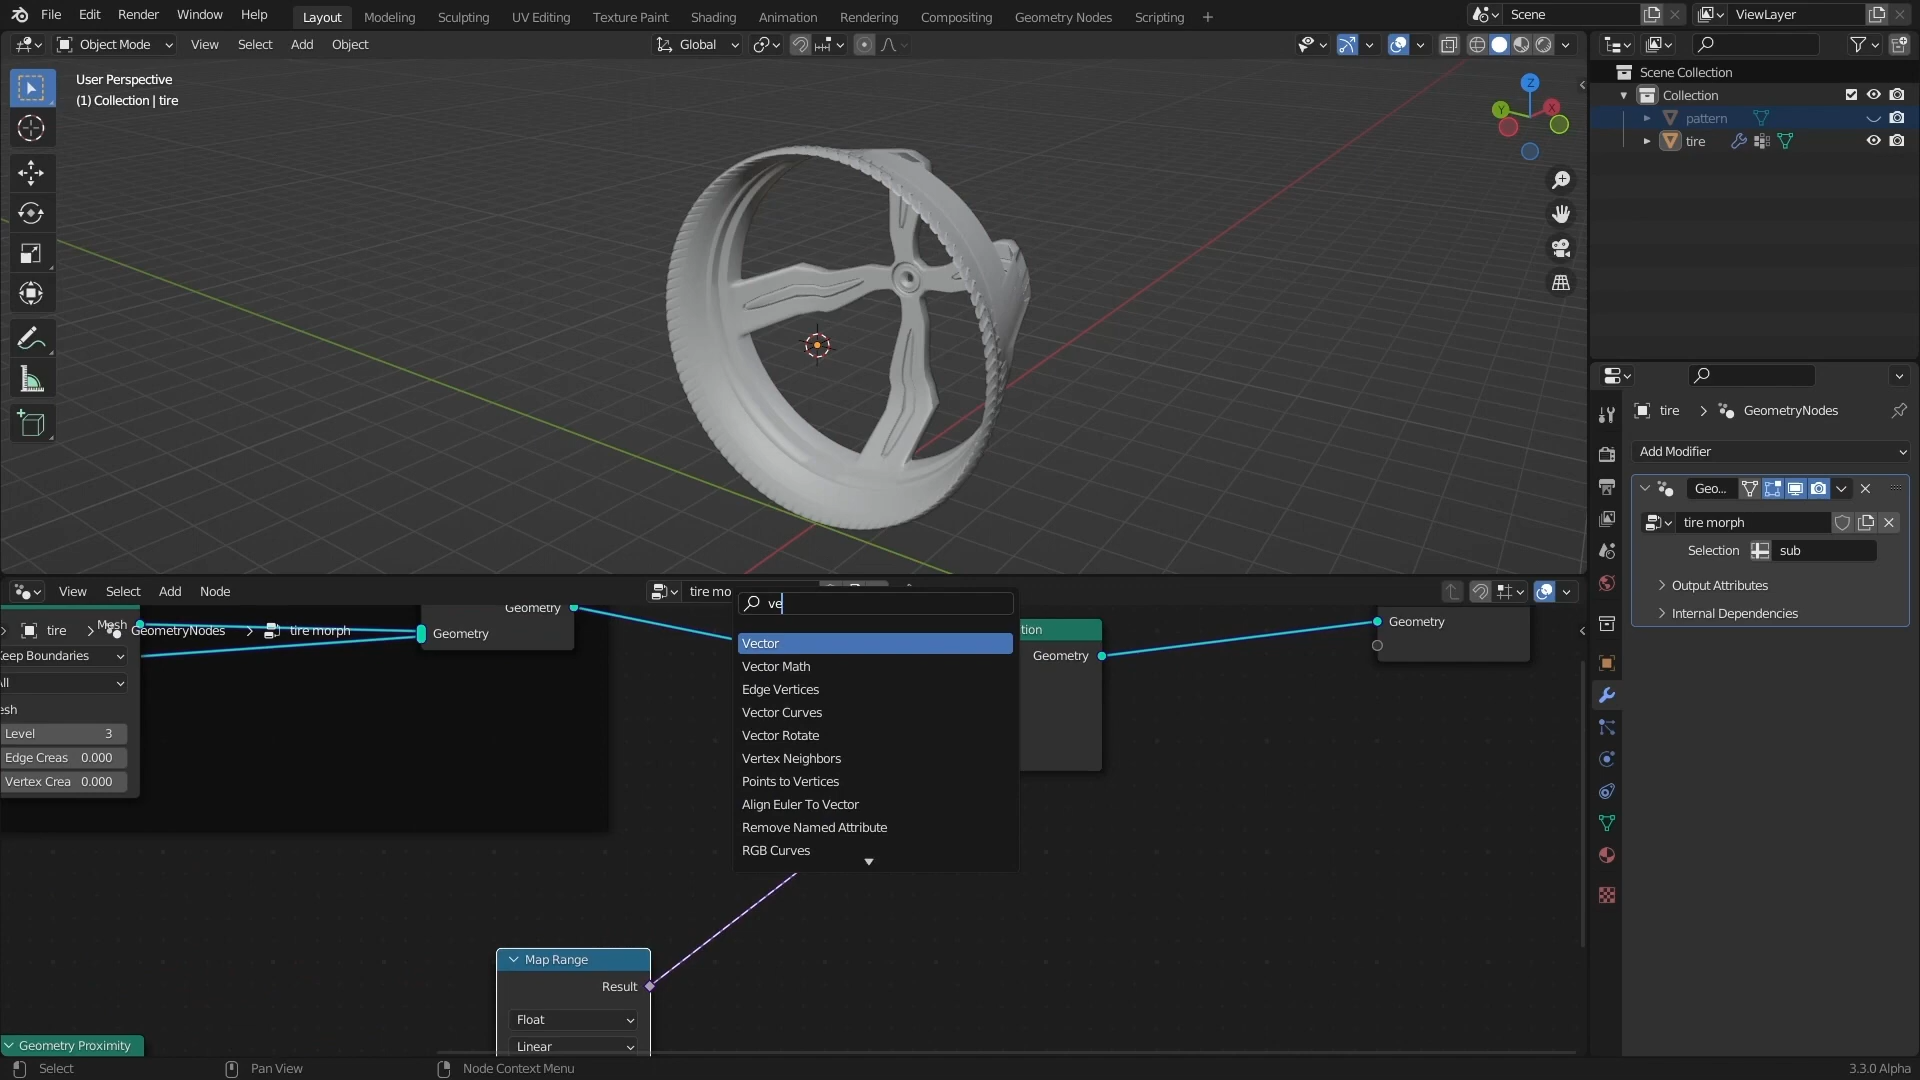 File Edit Render Window Help
Layout Modeling Sculpting UV Editing Texture Paint Shading Animation Rendering Compositing Geometry Nodes Scripting +
Scene
ViewLayer
Object Mode View Select Add Object
Global
User Perspective
(1) Collection | tire
Z
Y
X
Scene Collection
Collection
pattern
tire
tire > GeometryNodes
Add Modifier
Geo...
tire morph
Selection sub
Output Attributes
Internal Dependencies
View Select Add Node
tire mo
ve
Vector
Vector Math
Edge Vertices
Vector Curves
Vector Rotate
Vertex Neighbors
Points to Vertices
Align Euler To Vector
Remove Named Attribute
RGB Curves
Mesh
tire > GeometryNodes > tire morph
Keep Boundaries
All
esh
Level 3
Edge Creas 0.000
Vertex Crea 0.000
Geometry
Geometry
tion
Geometry
Geometry
Map Range
Result
Float
Linear
Geometry Proximity
Select
Pan View
Node Context Menu
3.3.0 Alpha